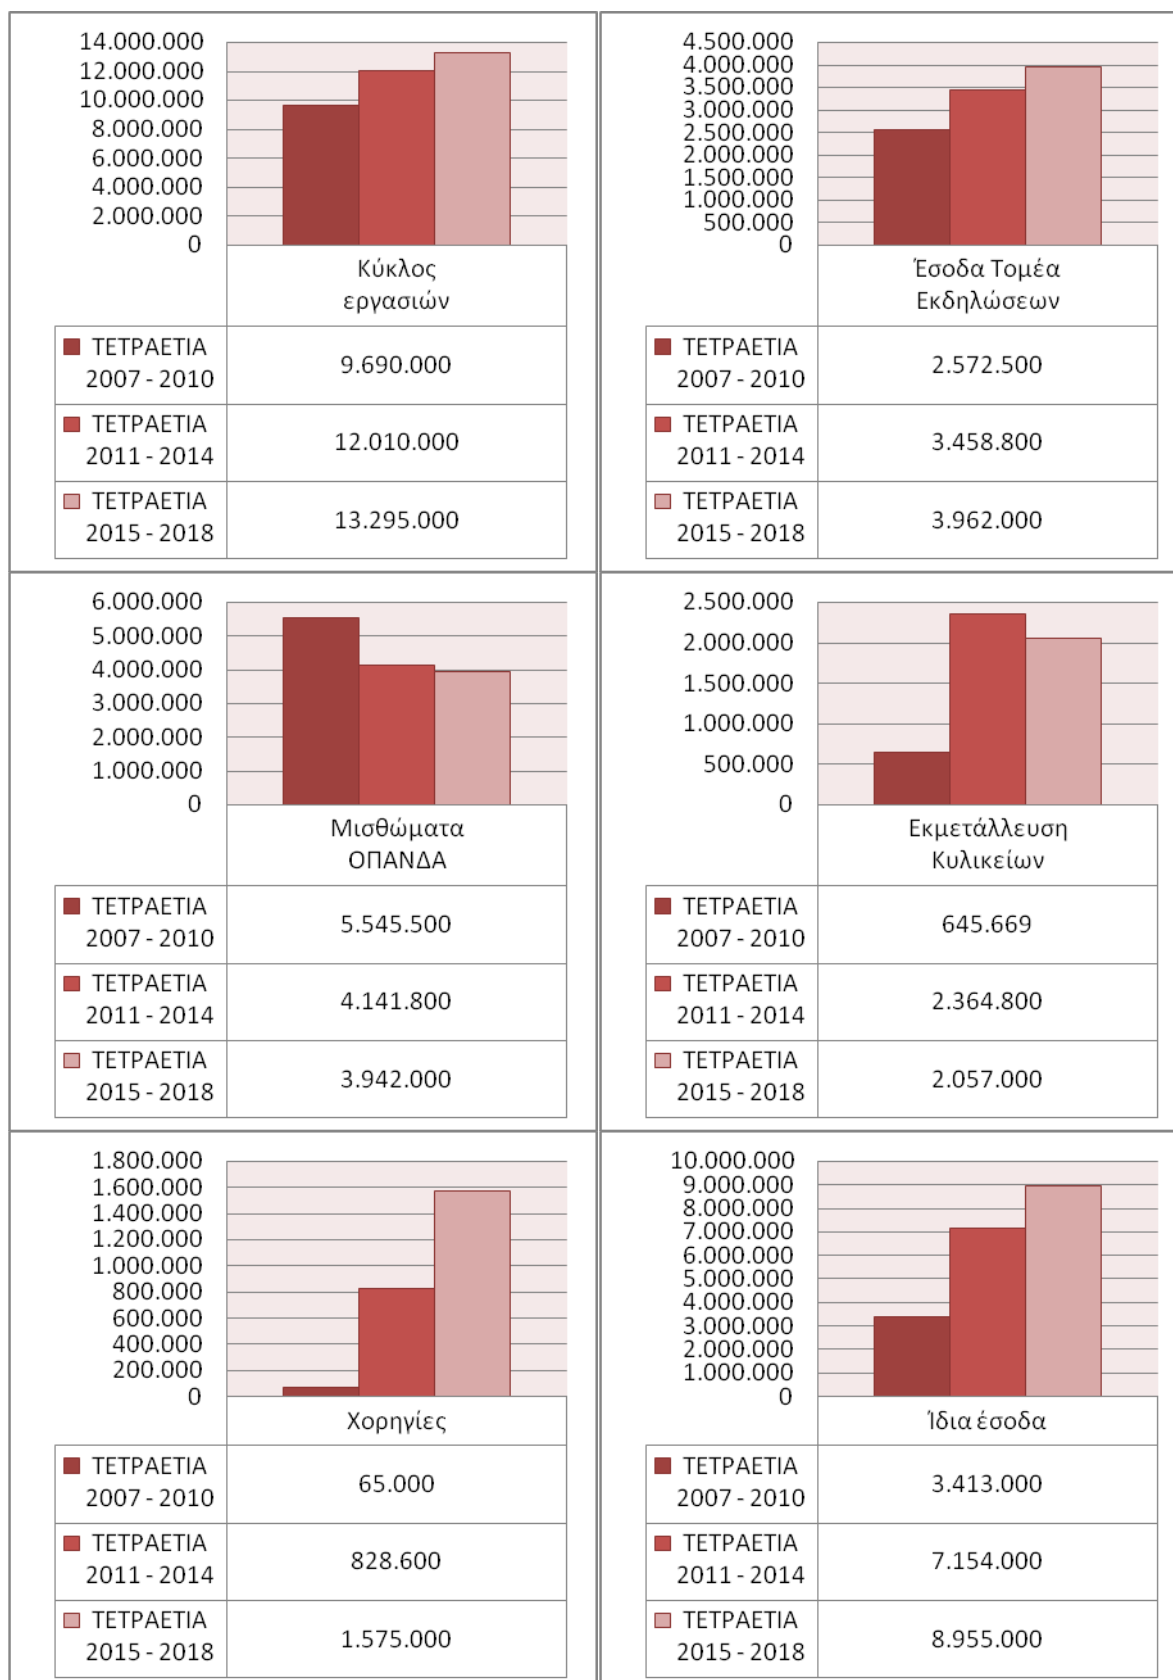 14.000.000
12.000.000
10.000.000
8.000.000
6.000.000
4.000.000
2.000.000
0
Κύκλος
εργασιών
ΤΕΤΡΑΕΤΙΑ
2007 - 2010
9.690.000
ΤΕΤΡΑΕΤΙΑ
2011 - 2014
12.010.000
ΤΕΤΡΑΕΤΙΑ
2015 - 2018
13.295.000
4.500.000
4.000.000
3.500.000
3.000.000
2.500.000
2.000.000
1.500.000
1.000.000
500.000
0
Έσοδα Τομέα
Εκδηλώσεων
ΤΕΤΡΑΕΤΙΑ
2007 - 2010
2.572.500
ΤΕΤΡΑΕΤΙΑ
2011 - 2014
3.458.800
ΤΕΤΡΑΕΤΙΑ
2015 - 2018
3.962.000
6.000.000
5.000.000
4.000.000
3.000.000
2.000.000
1.000.000
0
Μισθώματα
ΟΠΑΝΔΑ
ΤΕΤΡΑΕΤΙΑ
2007 - 2010
5.545.500
ΤΕΤΡΑΕΤΙΑ
2011 - 2014
4.141.800
ΤΕΤΡΑΕΤΙΑ
2015 - 2018
3.942.000
2.500.000
2.000.000
1.500.000
1.000.000
500.000
0
Εκμετάλλευση
Κυλικείων
ΤΕΤΡΑΕΤΙΑ
2007 - 2010
645.669
ΤΕΤΡΑΕΤΙΑ
2011 - 2014
2.364.800
ΤΕΤΡΑΕΤΙΑ
2015 - 2018
2.057.000
1.800.000
1.600.000
1.400.000
1.200.000
1.000.000
800.000
600.000
400.000
200.000
0
Χορηγίες
ΤΕΤΡΑΕΤΙΑ
2007 - 2010
65.000
ΤΕΤΡΑΕΤΙΑ
2011 - 2014
828.600
ΤΕΤΡΑΕΤΙΑ
2015 - 2018
1.575.000
10.000.000
9.000.000
8.000.000
7.000.000
6.000.000
5.000.000
4.000.000
3.000.000
2.000.000
1.000.000
0
Ίδια έσοδα
ΤΕΤΡΑΕΤΙΑ
2007 - 2010
3.413.000
ΤΕΤΡΑΕΤΙΑ
2011 - 2014
7.154.000
ΤΕΤΡΑΕΤΙΑ
2015 - 2018
8.955.000